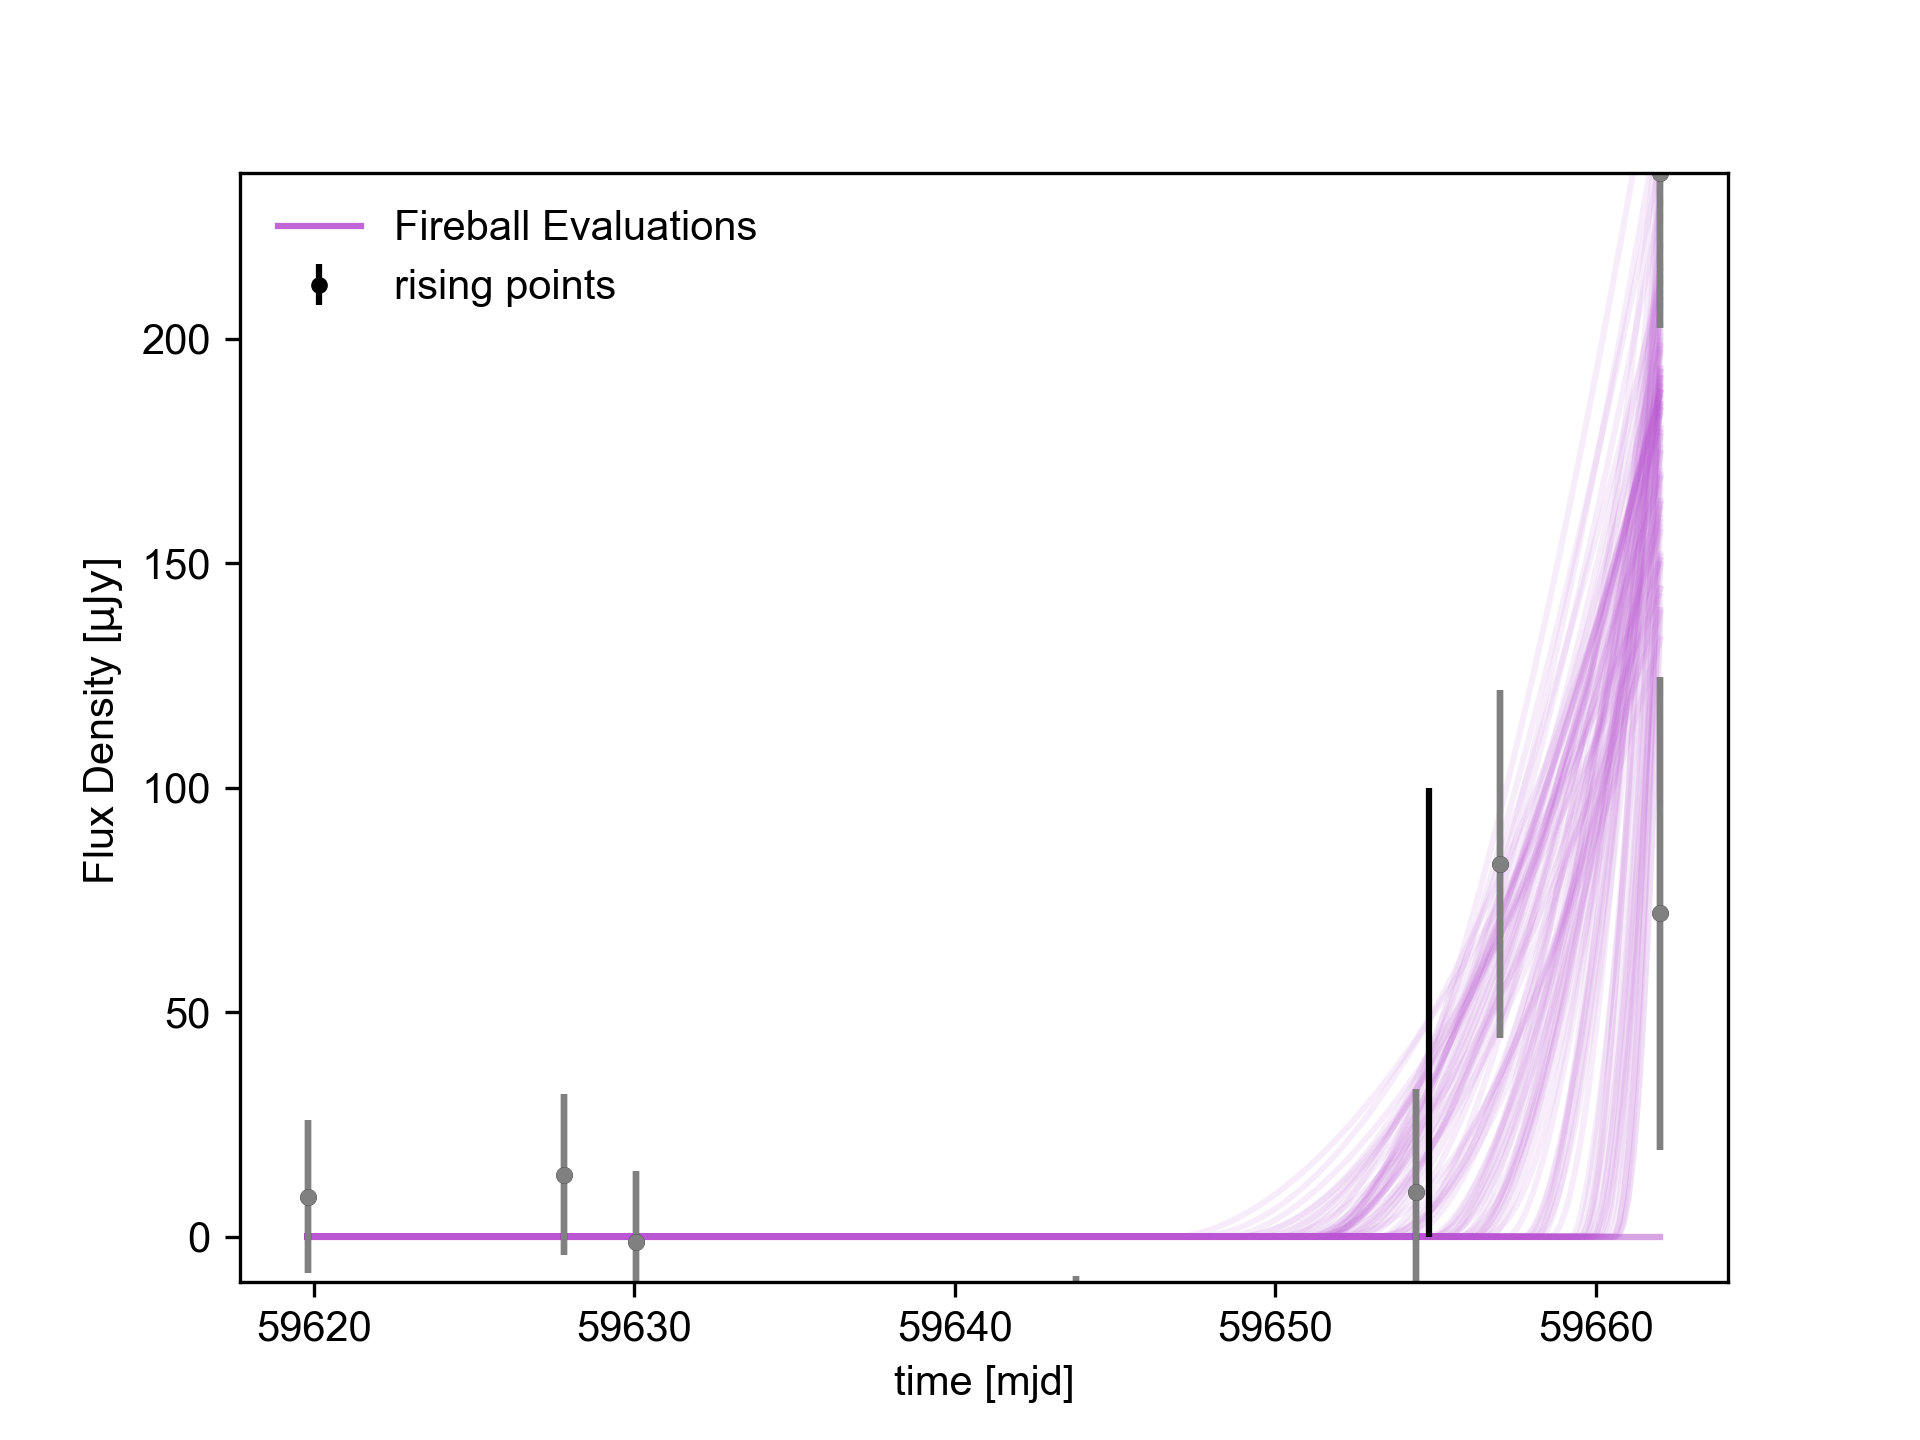 Fireball Evaluations
rising points
200
150
100
50
0
Flux Density [µJy]
59620 59630 59640 59650 59660
time [mjd]